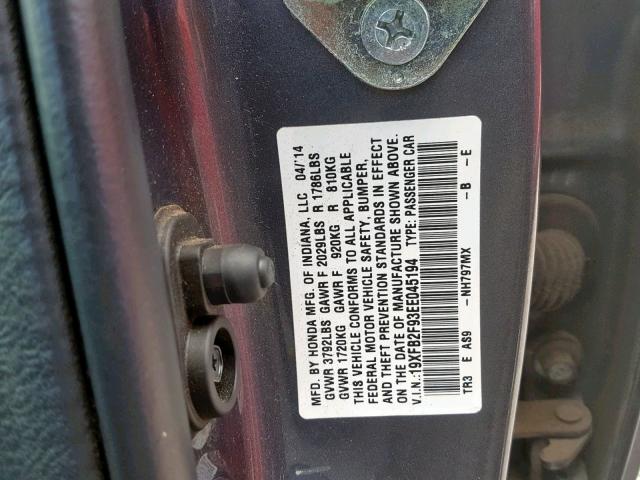 MFD. BY HONDA MFG. OF INDIANA, LLC 04/'14
GVWR 3792LBS GAWR F 2029LBS R 1786LBS
GVWR 1720KG GAWR F 920KG R 810KG
THIS VEHICLE CONFORMS TO ALL APPLICABLE
FEDERAL MOTOR VEHICLE SAFETY, BUMPER,
AND THEFT PREVENTION STANDARDS IN EFFECT
ON THE DATE OF MANUFACTURE SHOWN ABOVE.
V.I.N.:19XFB2F93EE045194 TYPE: PASSENGER CAR
TR3 E AS9 -NH797MX -B -E